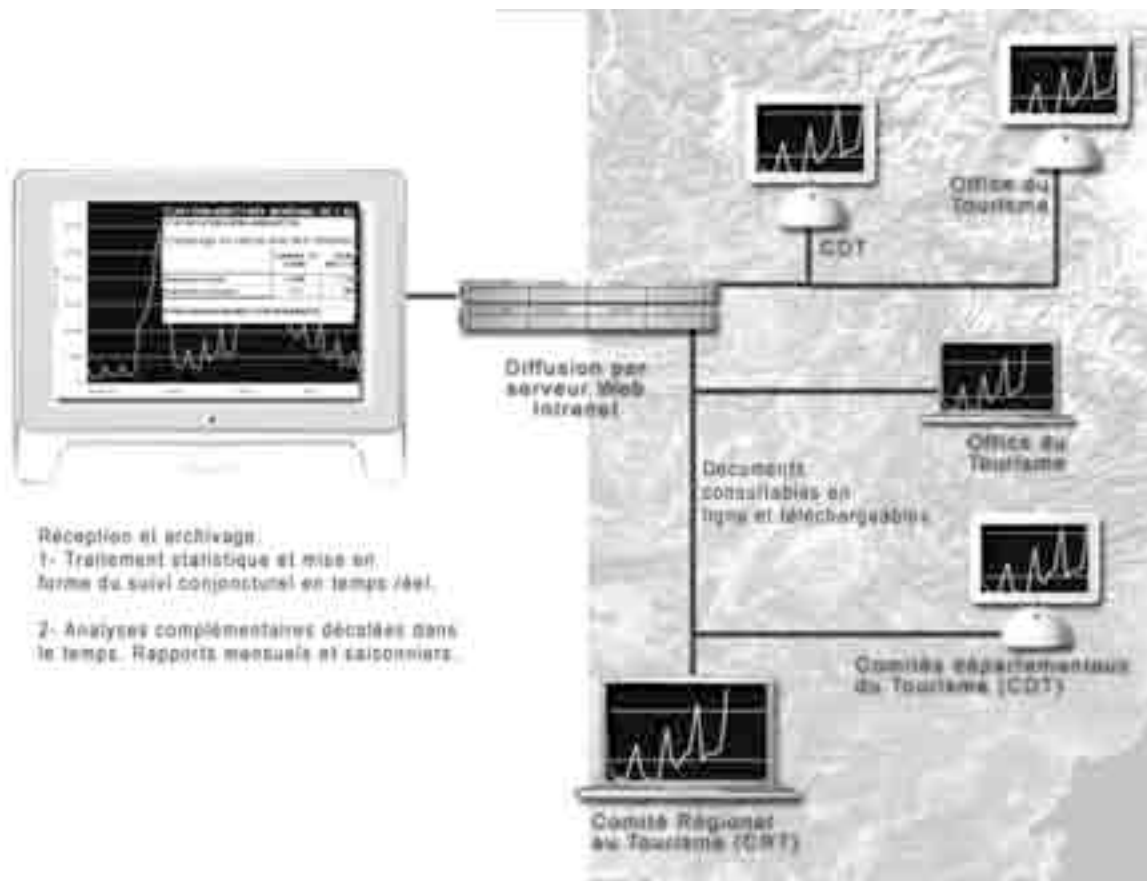 Office du
Tourisme
CDT
Diffusion par
serveur Web
Intranet
Office du
Tourisme
Documents
consultables en
ligne et téléchargeables
Réception et archivage.
1- Traitement statistique et mise en
forme du suivi conjoncturel en temps réel.
2- Analyses complémentaires décalées dans
le temps. Rapports mensuels et saisonniers.
Comités départementaux
du Tourisme (CDT)
Comité Régional
au Tourisme (CRT)